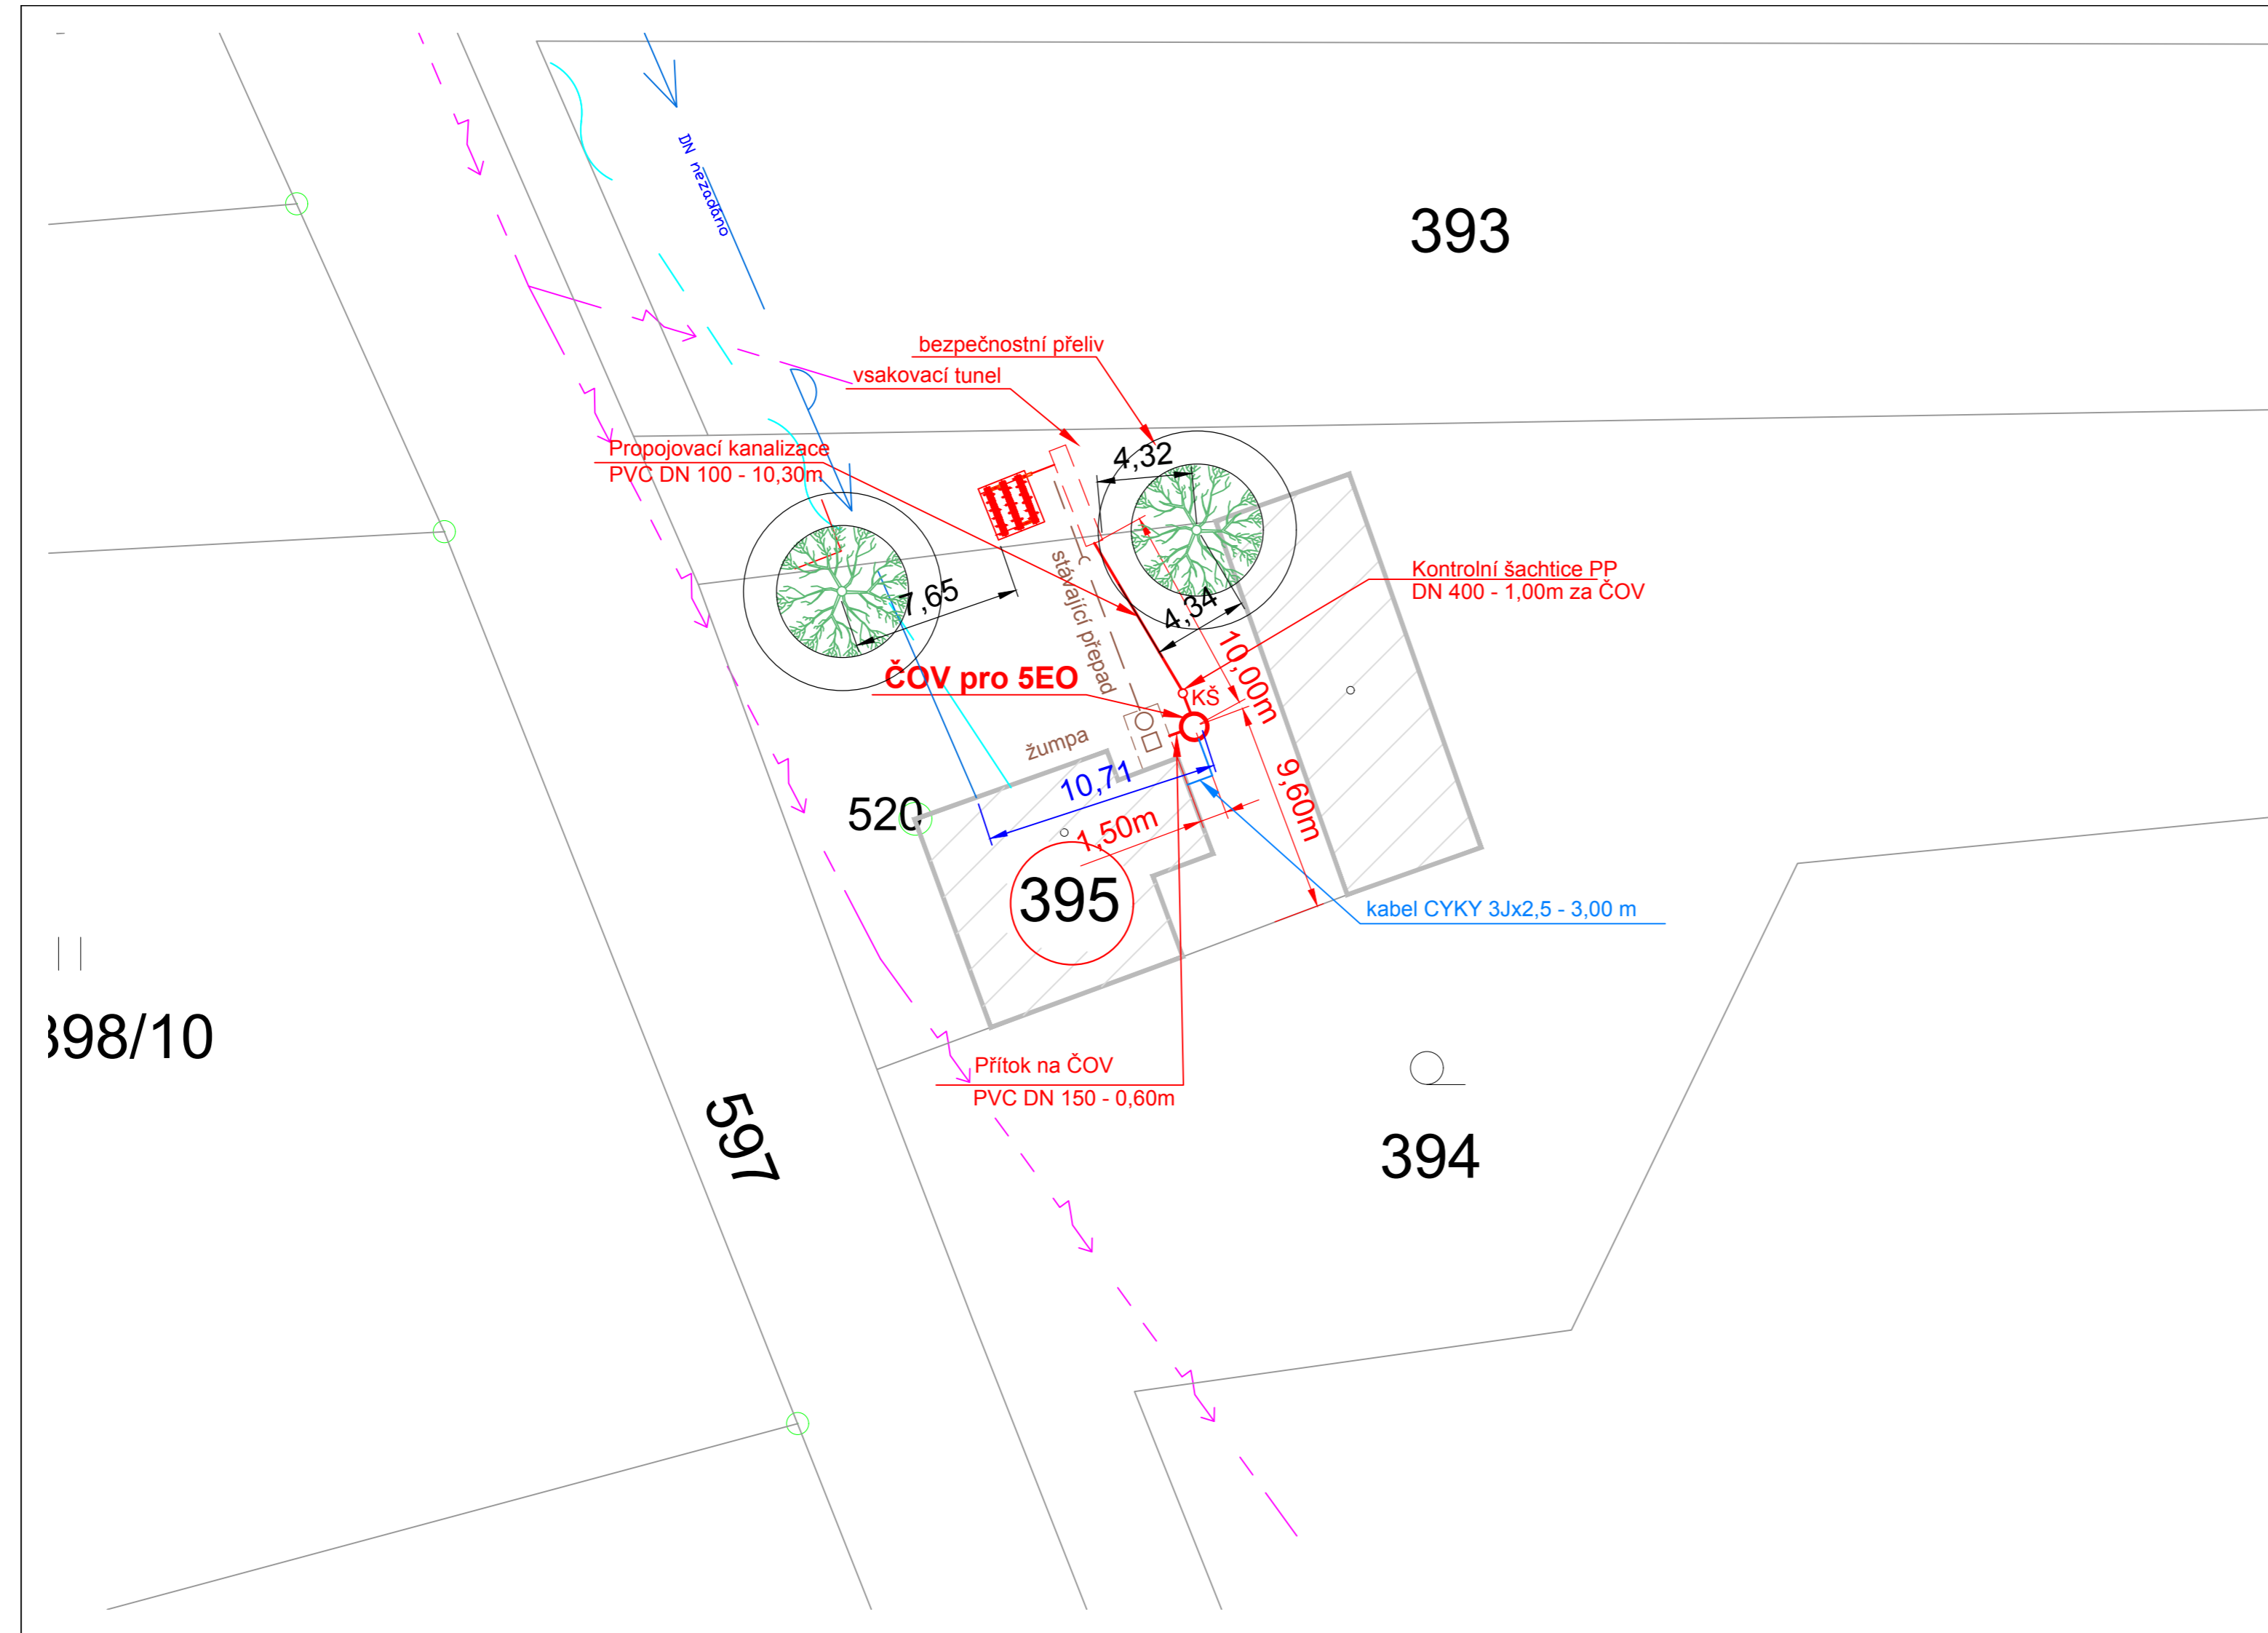 DN nezadáno
393
bezpečnostní přeliv
vsakovací tunel
Propojovací kanalizace
PVC DN 100 - 10,30m
4,32
stávající přepad
7,65
4,34
Kontrolní šachtice PP
DN 400 - 1,00m za ČOV
10,00m
ČOV pro 5EO
KŠ
žumpa
10,71
9,60m
520
1,50m
395
kabel CYKY 3Jx2,5 - 3,00 m
398/10
Přítok na ČOV
PVC DN 150 - 0,60m
597
394